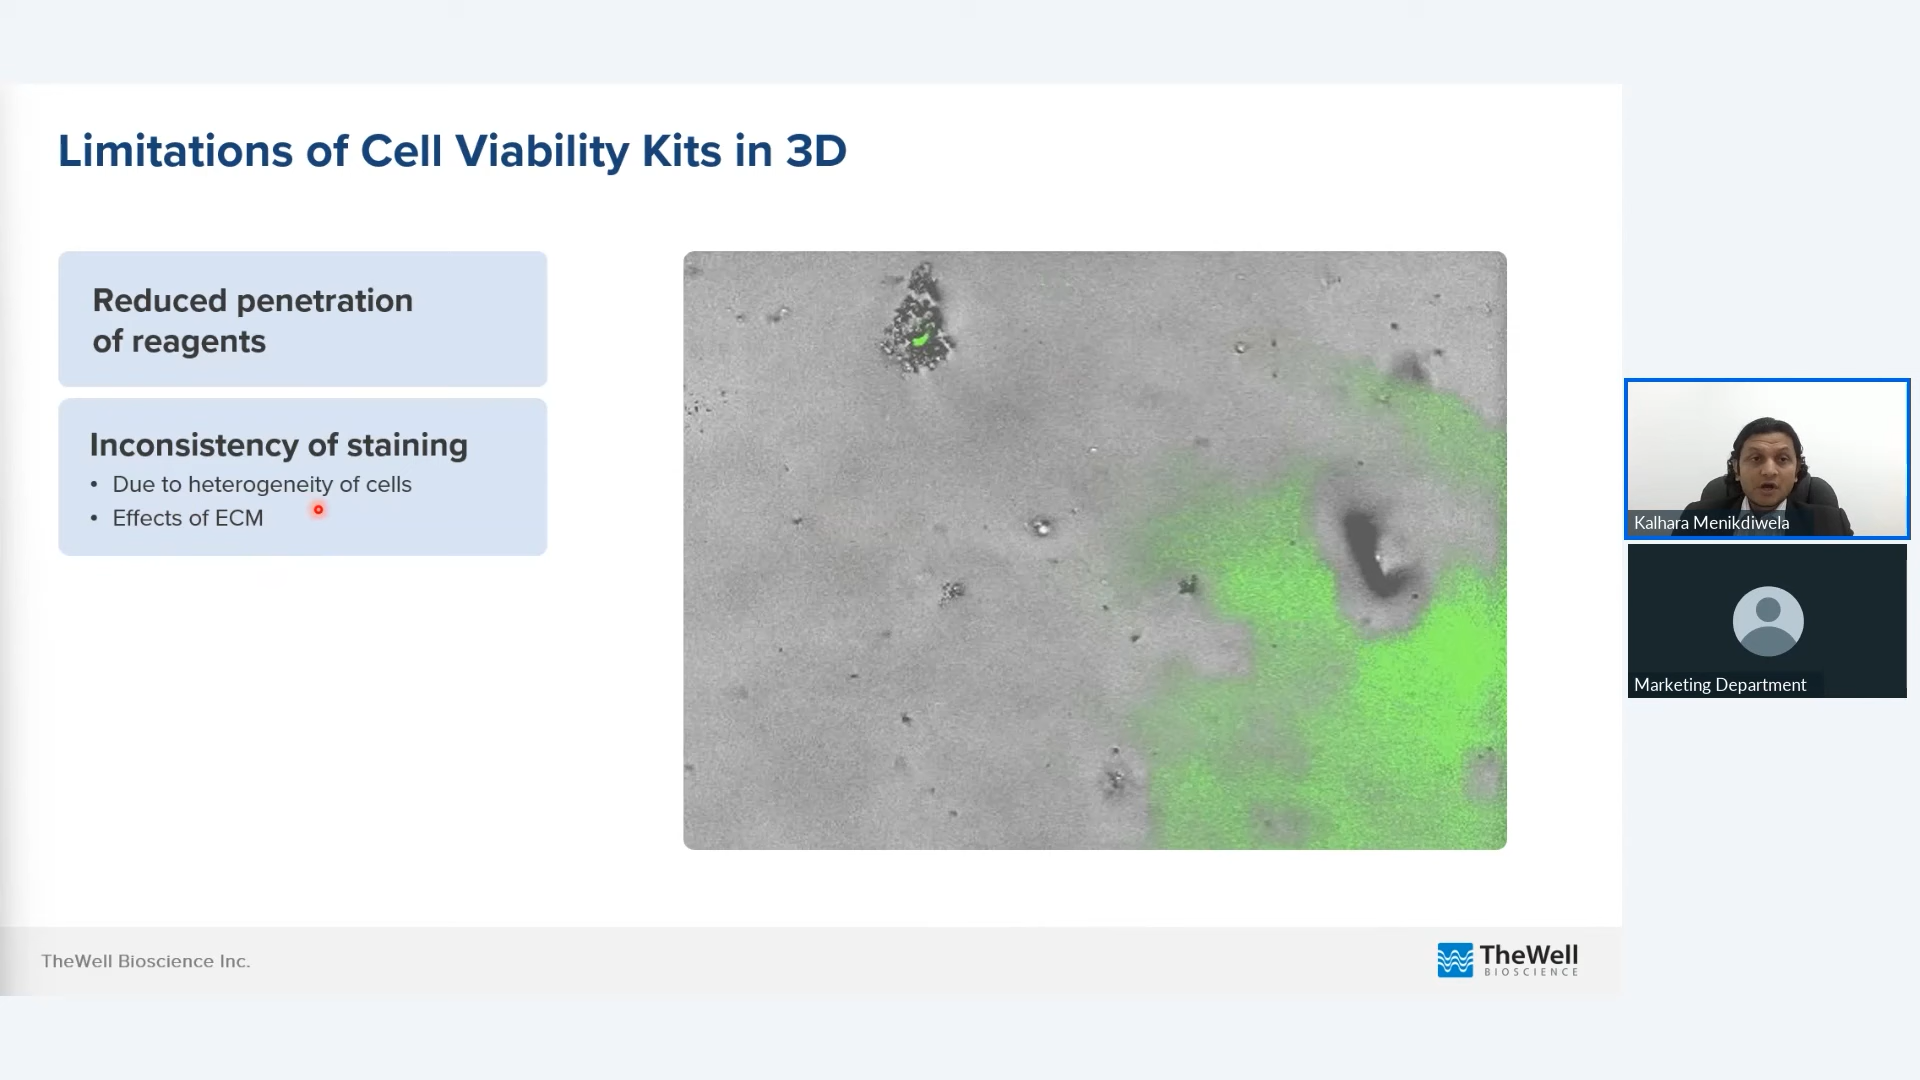 Limitations of Cell Viability Kits in 3D
Reduced penetration
of reagents
Inconsistency of staining
• Due to heterogeneity of cells
• Effects of ECM
Kalhara Menikdiwela
Marketing Department
TheWell Bioscience Inc.
TheWell
BIOSCIENCE